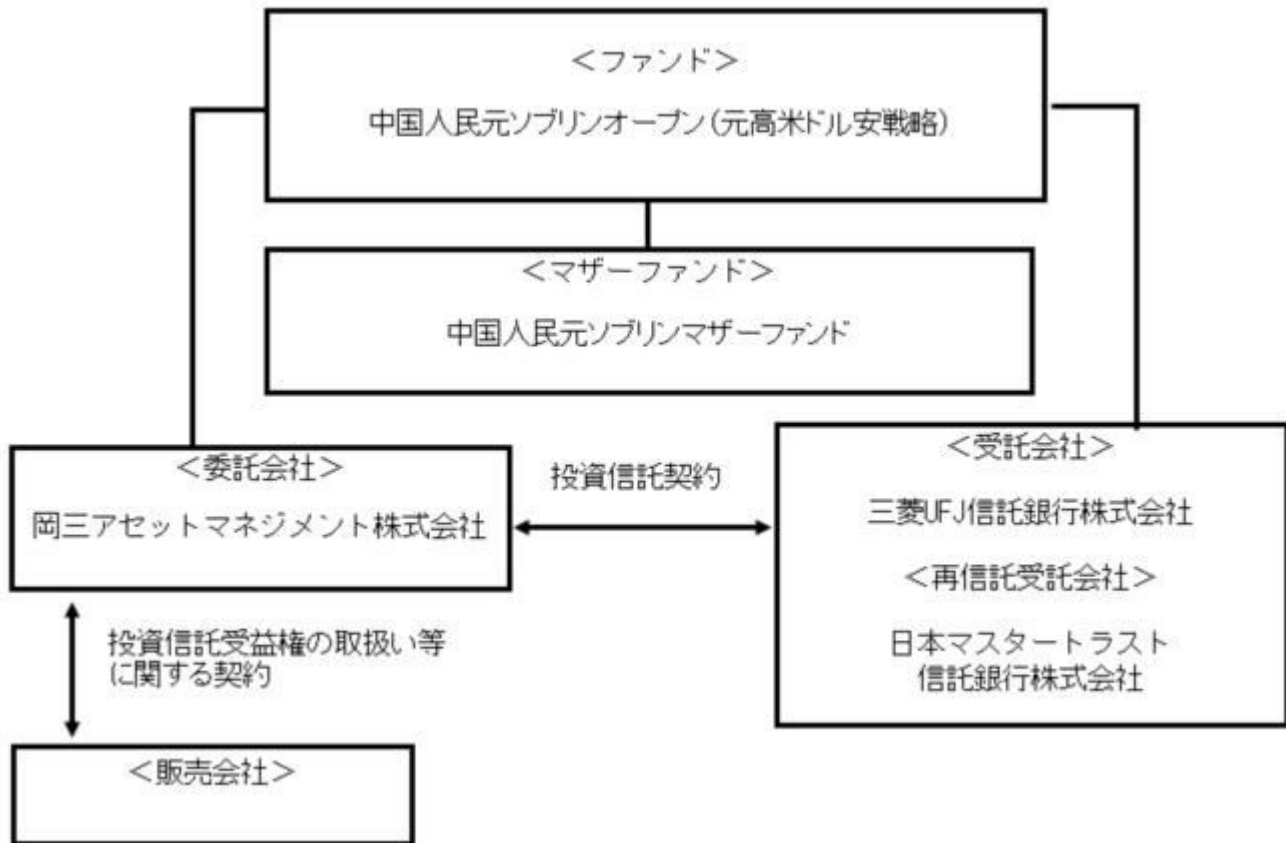 <ファンド>
中国人民元ソブリンオープン(元高米ドル安戦略)
<マザーファンド>
中国人民元ソブリンマザーファンド
<委託会社>
岡三アセットマネジメント株式会社
投資信託契約
<受託会社>
三菱UFJ信託銀行株式会社
<再信託受託会社>
日本マスタートラスト
信託銀行株式会社
投資信託受益権の取扱い等
に関する契約
<販売会社>